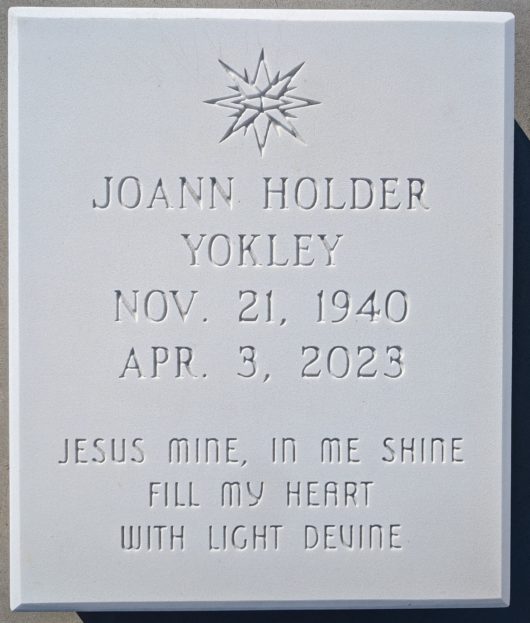 JOANN HOLDER
YOKLEY
NOV. 21, 1940
APR. 3, 2023
JESUS MINE, IN ME SHINE
FILL MY HEART
WITH LIGHT DEVINE